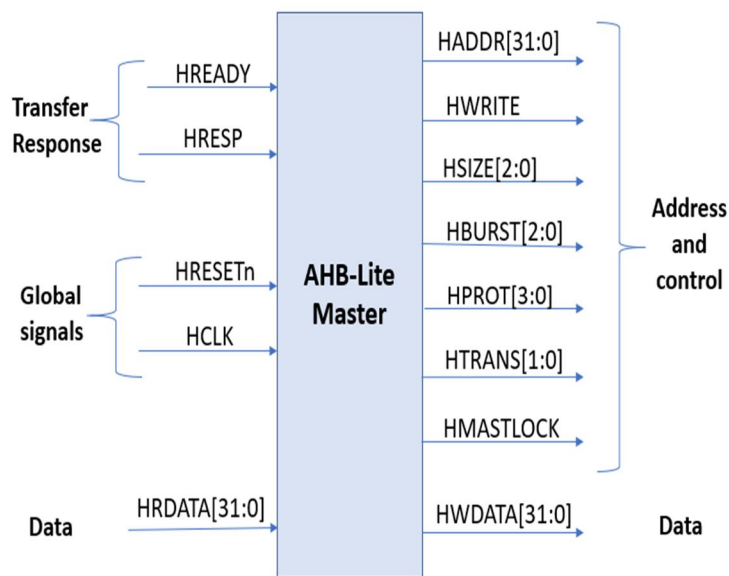 Transfer
Response
HREADY
HRESP
Global
signals
HRESETn
HCLK
Data
HRDATA[31:0]
AHB-Lite
Master
HADDR[31:0]
HWRITE
HSIZE[2:0]
HBURST[2:0]
HPROT[3:0]
HTRANS[1:0]
HMASTLOCK
HWDATA[31:0]
Address
and
control
Data